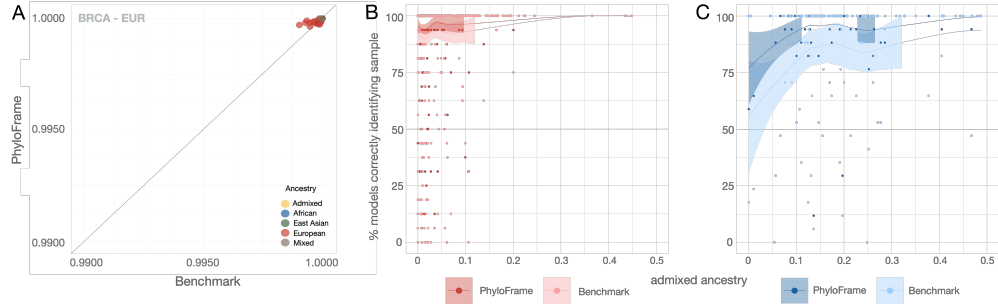 A
BRCA - EUR
1.0000
0.9950
0.9900
PhyloFrame
0.9900
0.9950
1.0000
Benchmark
Ancestry
Admixed
African
East Asian
European
Mixed
B
% models correctly identifying sample
100
75
50
25
0
0
0.1
0.2
0.3
0.4
0.5
PhyloFrame
Benchmark
admixed ancestry
C
100
75
50
25
0
0
0.1
0.2
0.3
0.4
0.5
PhyloFrame
Benchmark